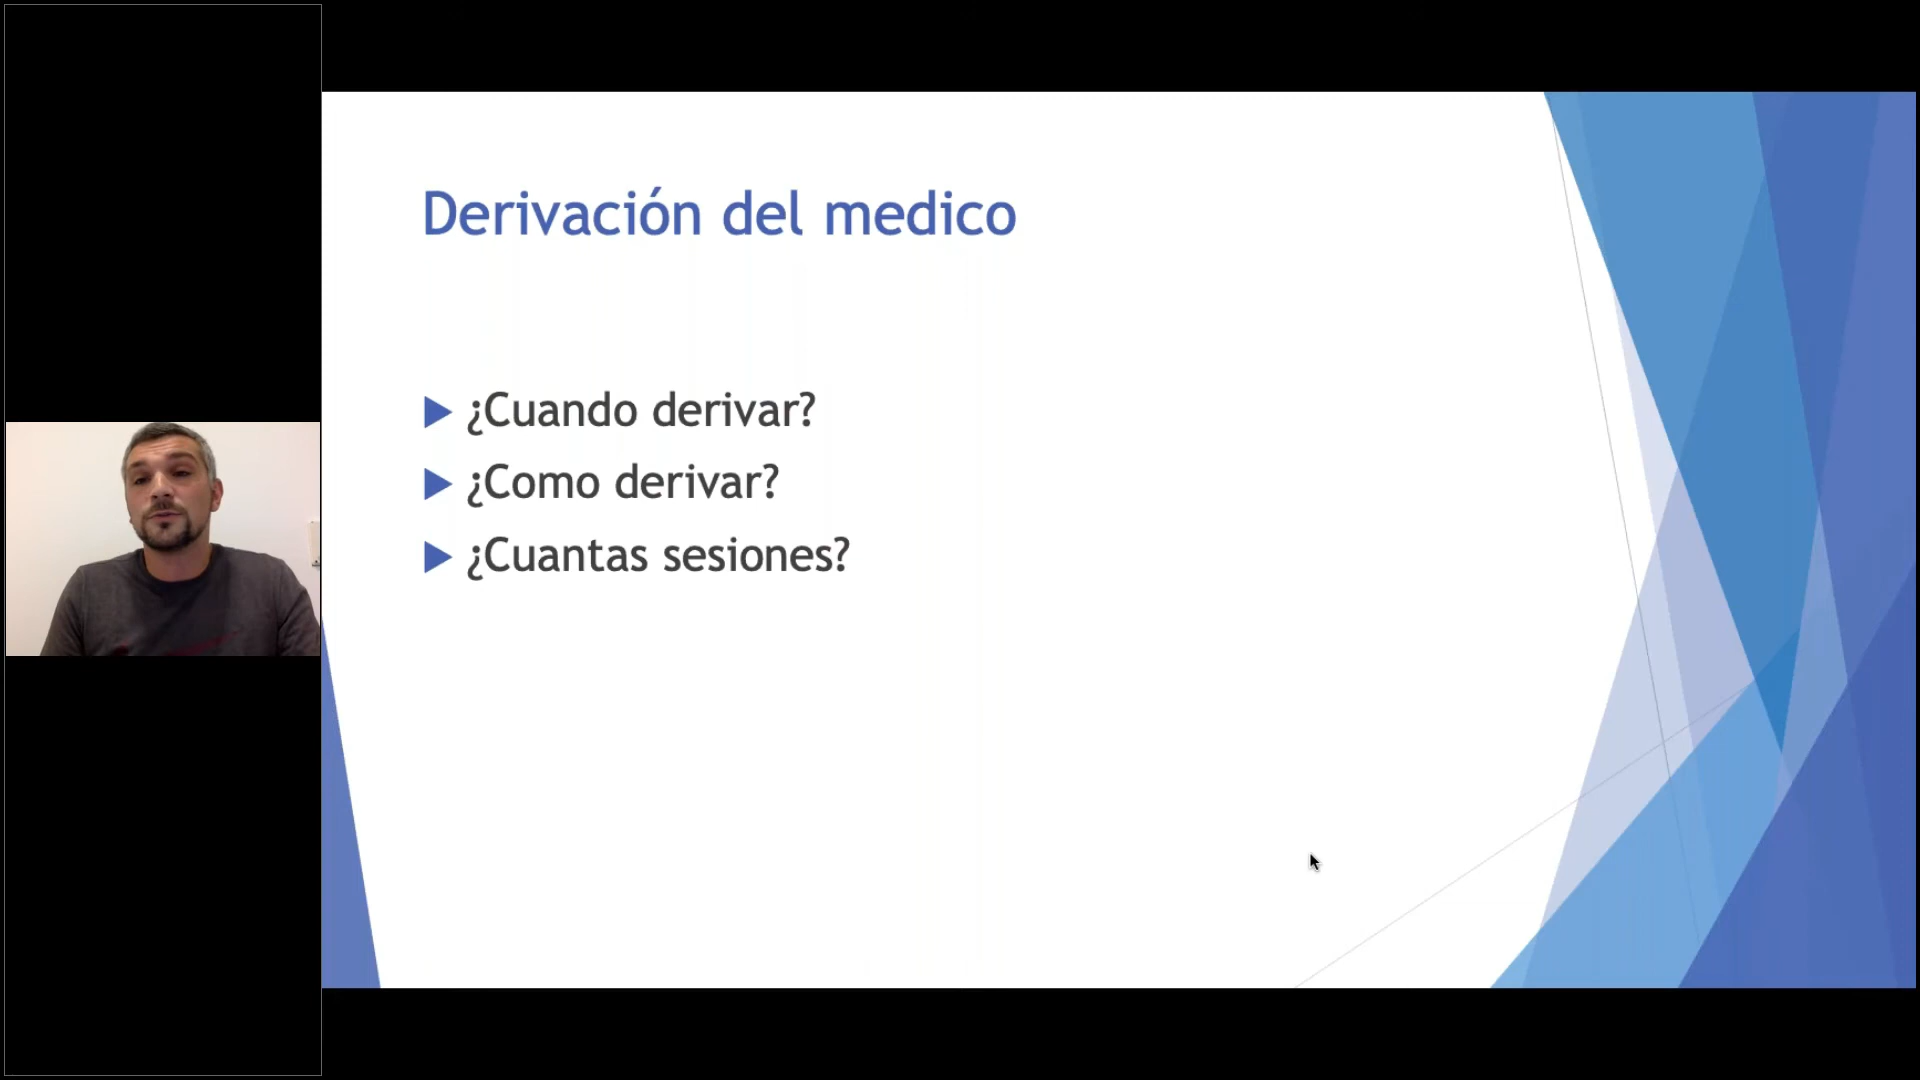 Derivación del medico
¿Cuando derivar?
¿Como derivar?
¿Cuantas sesiones?